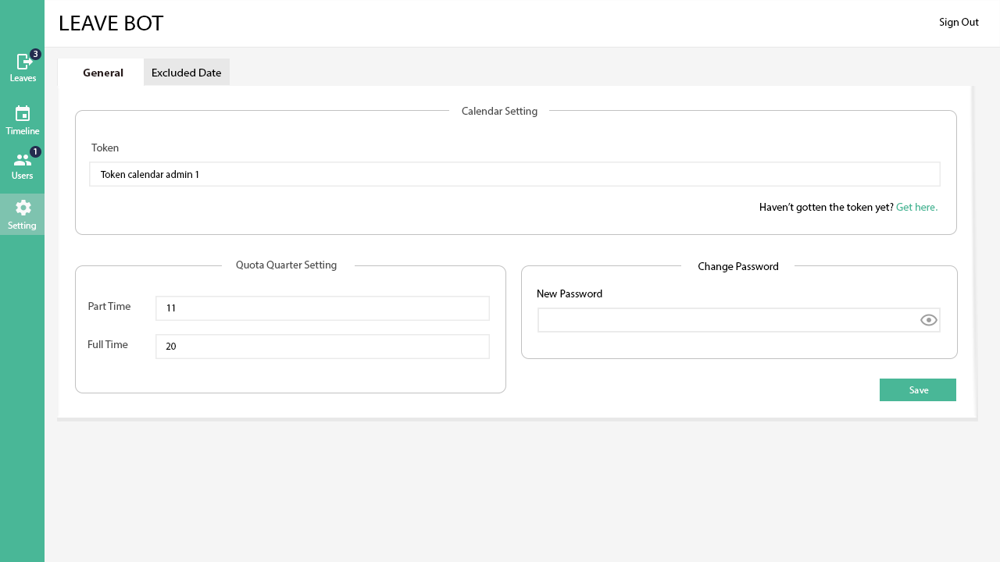 LEAVE BOT
Sign Out
3
Leaves
Timeline
1
Users
Setting
General
Excluded Date
Calendar Setting
Token
Token calendar admin 1
Haven't gotten the token yet? Get here.
Quota Quarter Setting
Part Time
11
Full Time
20
Change Password
New Password
Save